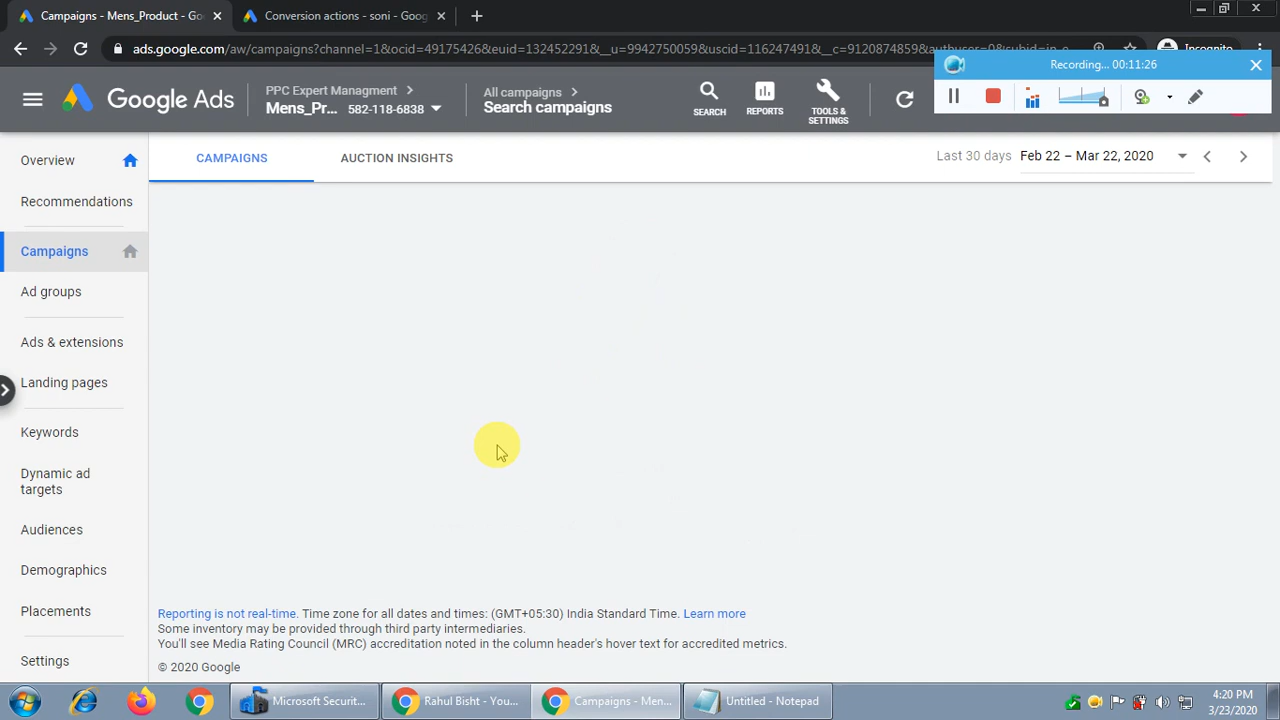 Campaigns - Mens_Product - Go
Conversion actions - soni - Goog
ads.google.com/aw/campaigns?channel=1&ocid=49175426&euid=132452291&__u=9942750059&uscid=116247491&__c=9120874859&authuser=0&subid=in_e
Incognito
Recording... 00:11:26
Google Ads
PPC Expert Managment
Mens_Pr... 582-118-6838
All campaigns
Search campaigns
SEARCH
REPORTS
TOOLS &
SETTINGS
Overview
Recommendations
Campaigns
Ad groups
Ads & extensions
Landing pages
Keywords
Dynamic ad
targets
Audiences
Demographics
Placements
Settings
CAMPAIGNS
AUCTION INSIGHTS
Last 30 days Feb 22 – Mar 22, 2020
Reporting is not real-time. Time zone for all dates and times: (GMT+05:30) India Standard Time. Learn more
Some inventory may be provided through third party intermediaries.
You'll see Media Rating Council (MRC) accreditation noted in the column header's hover text for accredited metrics.
© 2020 Google
Microsoft Securit...
Rahul Bisht - You...
Campaigns - Men...
Untitled - Notepad
4:20 PM
3/23/2020